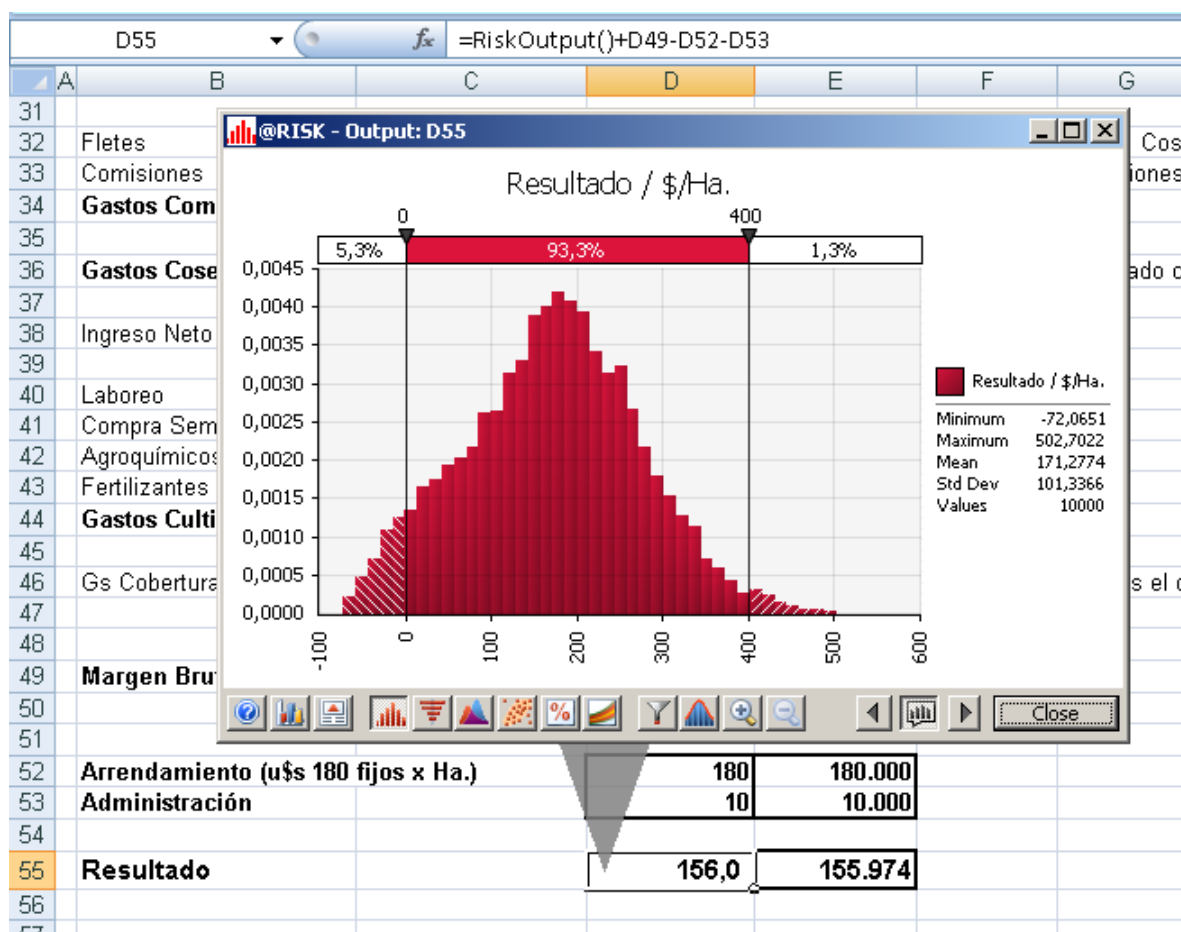 D55 fx =RiskOutput()+D49-D52-D53
A B C D E F G
31
32 Fletes Cos
33 Comisiones iones
34 Gastos Com
35
36 Gastos Cose ado c
37
38 Ingreso Neto
39
40 Laboreo
41 Compra Sem
42 Agroquímicos
43 Fertilizantes
44 Gastos Culti
45
46 Gs Cobertura s el c
47
48
49 Margen Bru
50
51
52 Arrendamiento (u$s 180 fijos x Ha.) 180 180.000
53 Administración 10 10.000
54
55 Resultado 156,0 155.974
56
57
@RISK - Output: D55
Resultado / $/Ha.
0 400
5,3% 93,3% 1,3%
0,0045
0,0040
0,0035
0,0030
0,0025
0,0020
0,0015
0,0010
0,0005
0,0000
-100 0 100 200 300 400 500 600
Resultado / $/Ha.
Minimum -72,0651
Maximum 502,7022
Mean 171,2774
Std Dev 101,3366
Values 10000
Close